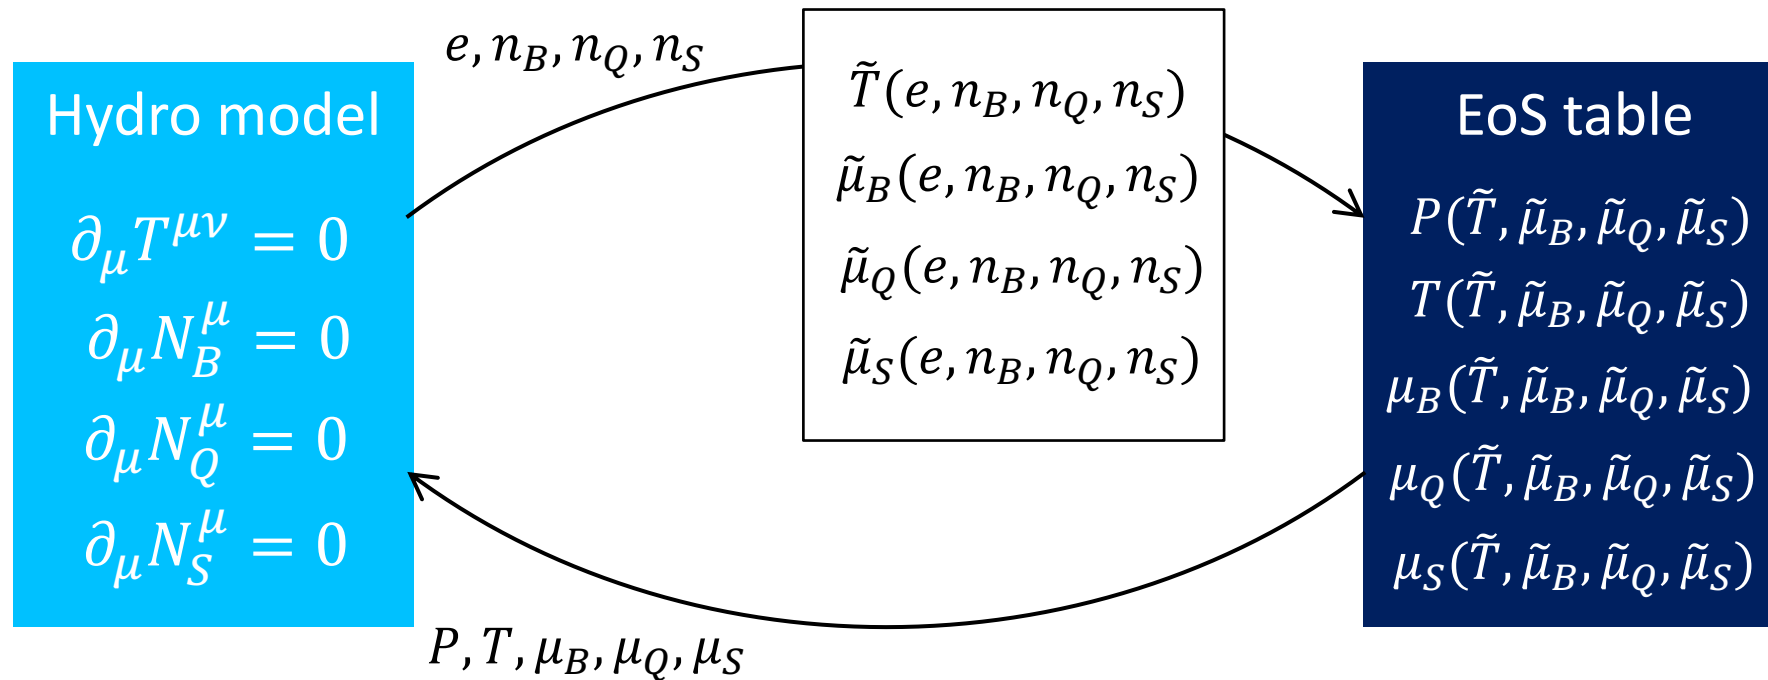 e, n_B, n_Q, n_S
Hydro model
∂_μ T^{μν} = 0
∂_μ N_B^μ = 0
∂_μ N_Q^μ = 0
∂_μ N_S^μ = 0
T̃(e, n_B, n_Q, n_S)
μ̃_B(e, n_B, n_Q, n_S)
μ̃_Q(e, n_B, n_Q, n_S)
μ̃_S(e, n_B, n_Q, n_S)
EoS table
P(T̃, μ̃_B, μ̃_Q, μ̃_S)
T(T̃, μ̃_B, μ̃_Q, μ̃_S)
μ_B(T̃, μ̃_B, μ̃_Q, μ̃_S)
μ_Q(T̃, μ̃_B, μ̃_Q, μ̃_S)
μ_S(T̃, μ̃_B, μ̃_Q, μ̃_S)
P, T, μ_B, μ_Q, μ_S